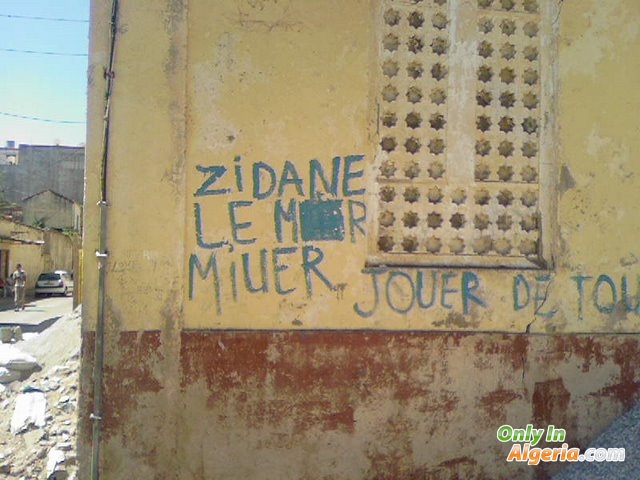 ZiDANE
LE M R
MiUER JOUER DE TOU
Only In
Algeria.com